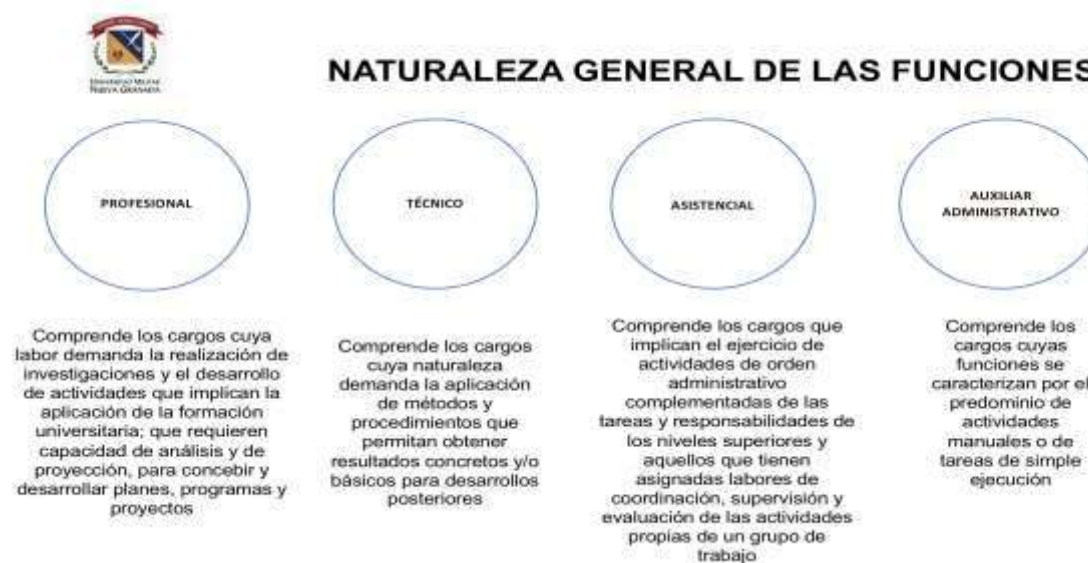 UNIVERSIDAD MILITAR
NUEVA GRANADA
NATURALEZA GENERAL DE LAS FUNCIONES
PROFESIONAL
Comprende los cargos cuya
labor demanda la realización de
investigaciones y el desarrollo
de actividades que implican la
aplicación de la formación
universitaria; que requieren
capacidad de análisis y de
proyección, para concebir y
desarrollar planes, programas y
proyectos
TÉCNICO
Comprende los cargos
cuya naturaleza
demanda la aplicación
de métodos y
procedimientos que
permitan obtener
resultados concretos y/o
básicos para desarrollos
posteriores
ASISTENCIAL
Comprende los cargos que
implican el ejercicio de
actividades de orden
administrativo
complementadas de las
tareas y responsabilidades de
los niveles superiores y
aquellos que tienen
asignadas labores de
coordinación, supervisión y
evaluación de las actividades
propias de un grupo de
trabajo
AUXILIAR
ADMINISTRATIVO
Comprende los
cargos cuyas
funciones se
caracterizan por el
predominio de
actividades
manuales o de
tareas de simple
ejecución